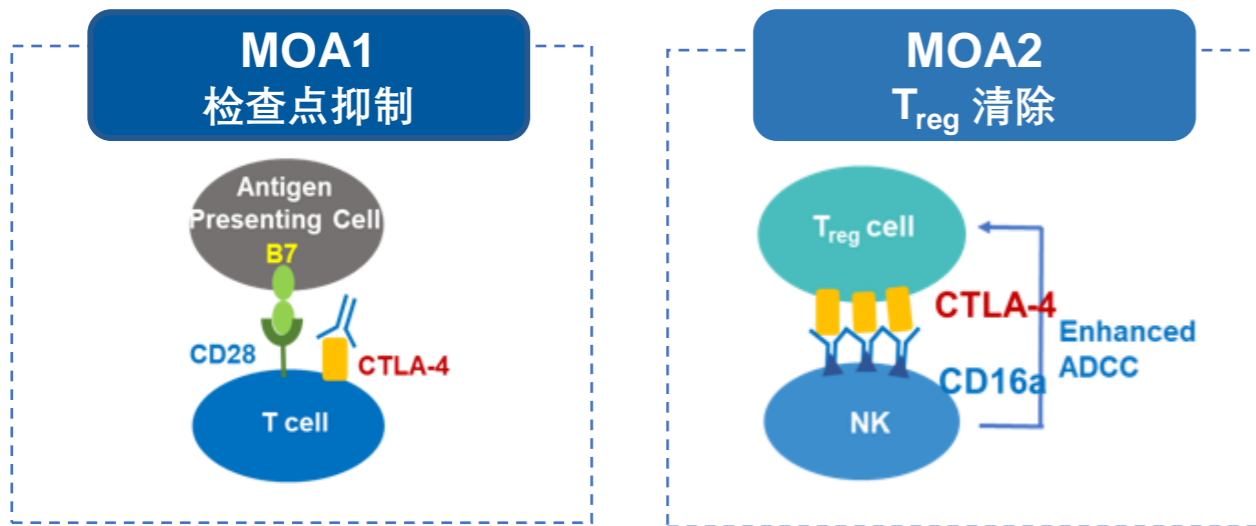 MOA1
检查点抑制
Antigen
Presenting Cell
B7
CD28
CTLA-4
T cell
MOA2
Treg 清除
Treg cell
CTLA-4
Enhanced
ADCC
CD16a
NK